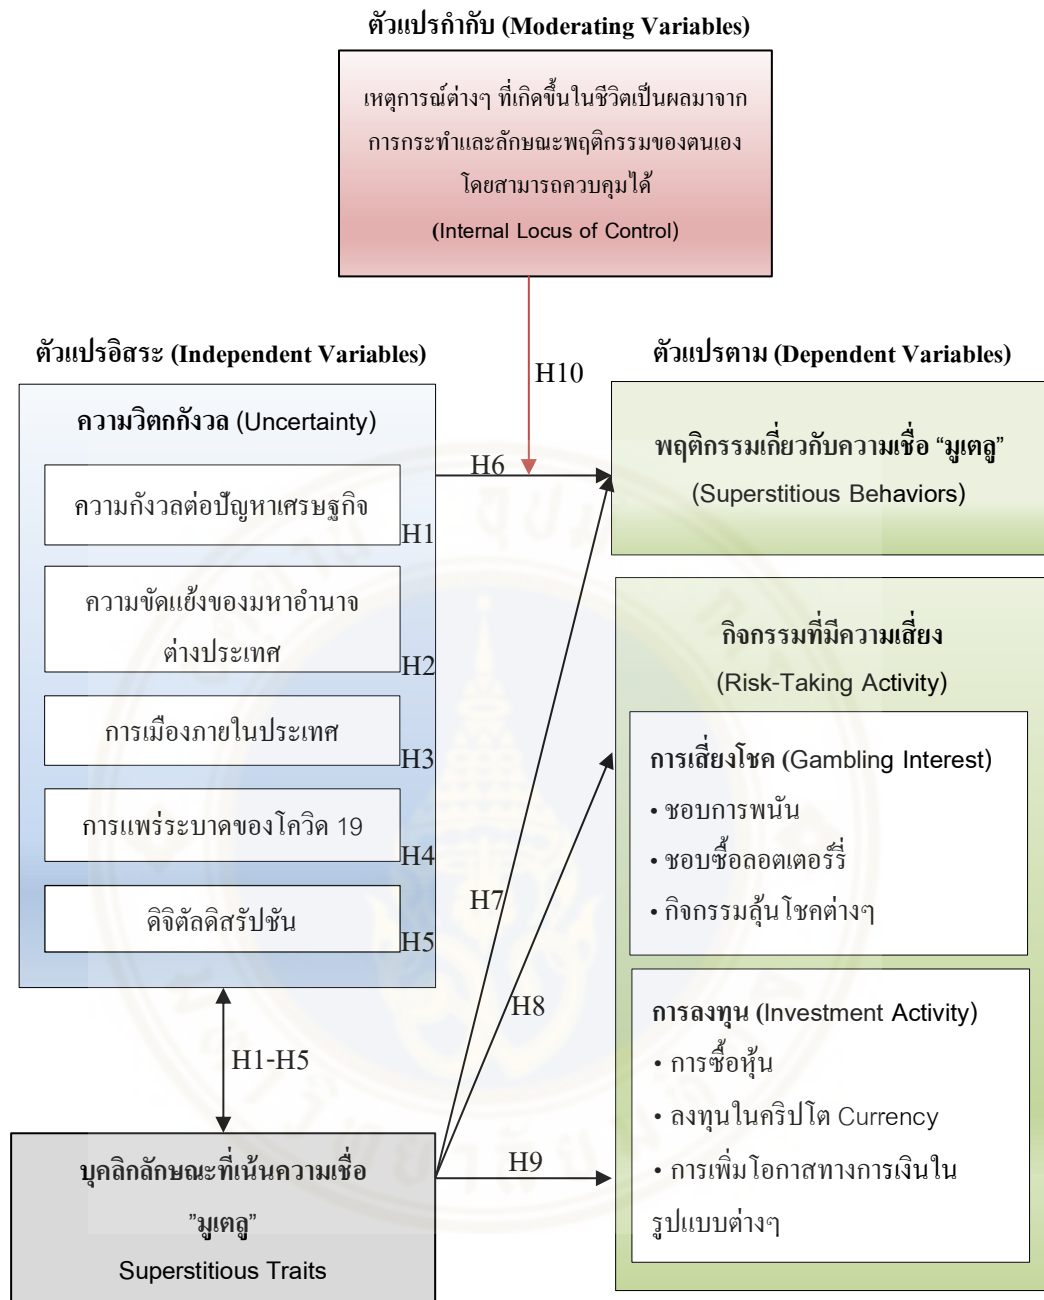 ตัวแปรกำกับ (Moderating Variables)
เหตุการณ์ต่างๆ ที่เกิดขึ้นในชีวิตเป็นผลมาจาก
การกระทำและลักษณะพฤติกรรมของตนเอง
โดยสามารถควบคุมได้
(Internal Locus of Control)
H10
ตัวแปรอิสระ (Independent Variables)
ความวิตกกังวล (Uncertainty)
ความกังวลต่อปัญหาเศรษฐกิจ
H1
ความขัดแย้งของมหาอำนาจ
ต่างประเทศ
H2
การเมืองภายในประเทศ
H3
การแพร่ระบาดของโควิด 19
H4
ดิจิตัลดิสรัปชัน
H5
H1-H5
บุคลิกลักษณะที่เน้นความเชื่อ
"มูเตลู"
Superstitious Traits
H6
H7
H8
H9
ตัวแปรตาม (Dependent Variables)
พฤติกรรมเกี่ยวกับความเชื่อ “มูเตลู”
(Superstitious Behaviors)
กิจกรรมที่มีความเสี่ยง
(Risk-Taking Activity)
การเสี่ยงโชค (Gambling Interest)
• ชอบการพนัน
• ชอบซื้อลอตเตอร์รี่
• กิจกรรมลุ้นโชคต่างๆ
การลงทุน (Investment Activity)
• การซื้อหุ้น
• ลงทุนในคริปโต Currency
• การเพิ่มโอกาสทางการเงินใน
รูปแบบต่างๆ